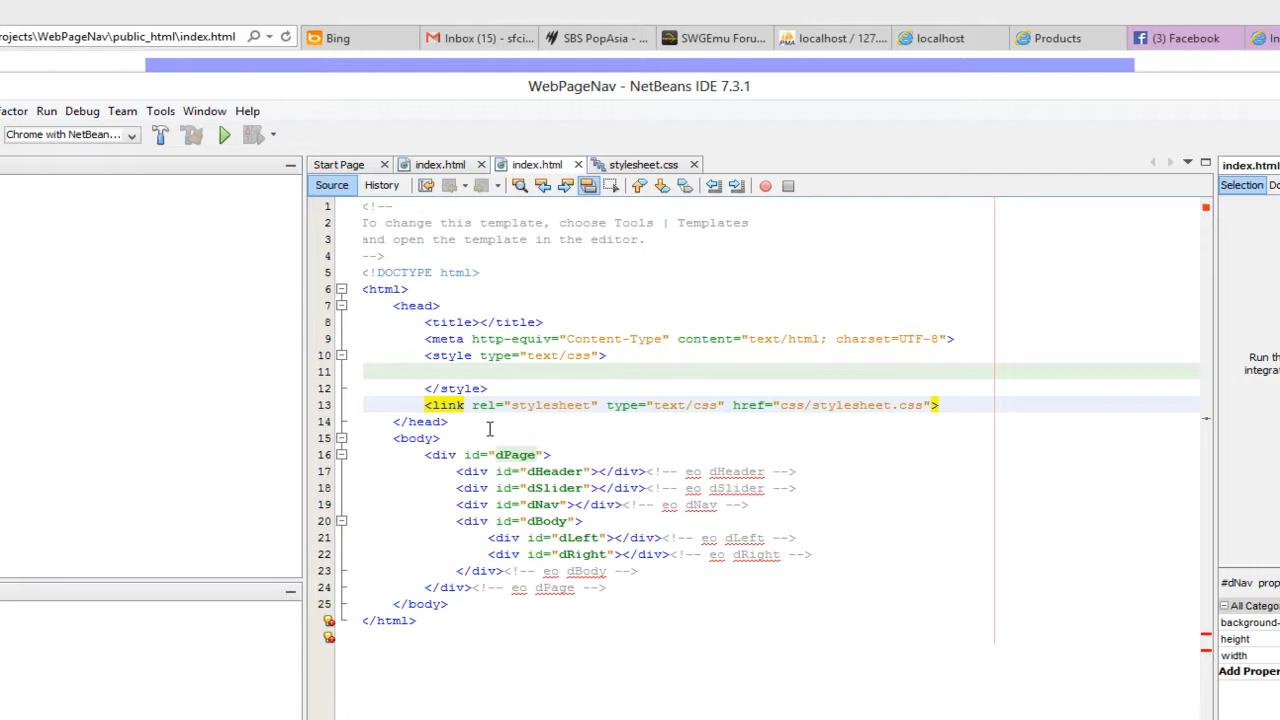 rojects\WebPageNav\public_html\index.html
Bing
Inbox (15) - sfci...
SBS PopAsia - ...
SWGEmu Forum...
localhost / 127....
localhost
Products
(3) Facebook
In
WebPageNav - NetBeans IDE 7.3.1
factor Run Debug Team Tools Window Help
Chrome with NetBean...
Start Page
index.html
index.html
stylesheet.css
index.html
Source
History
Selection
Do
1 <!--
2 To change this template, choose Tools | Templates
3 and open the template in the editor.
4 -->
5 <!DOCTYPE html>
6 <html>
7 <head>
8 <title></title>
9 <meta http-equiv="Content-Type" content="text/html; charset=UTF-8">
10 <style type="text/css">
11
12 </style>
13 <link rel="stylesheet" type="text/css" href="css/stylesheet.css">
14 </head>
15 <body>
16 <div id="dPage">
17 <div id="dHeader"></div><!-- eo dHeader -->
18 <div id="dSlider"></div><!-- eo dSlider -->
19 <div id="dNav"></div><!-- eo dNav -->
20 <div id="dBody">
21 <div id="dLeft"></div><!-- eo dLeft -->
22 <div id="dRight"></div><!-- eo dRight -->
23 </div><!-- eo dBody -->
24 </div><!-- eo dPage -->
25 </body>
</html>
Run th
integrat
#dNav prop
All Catego
background-
height
width
Add Proper